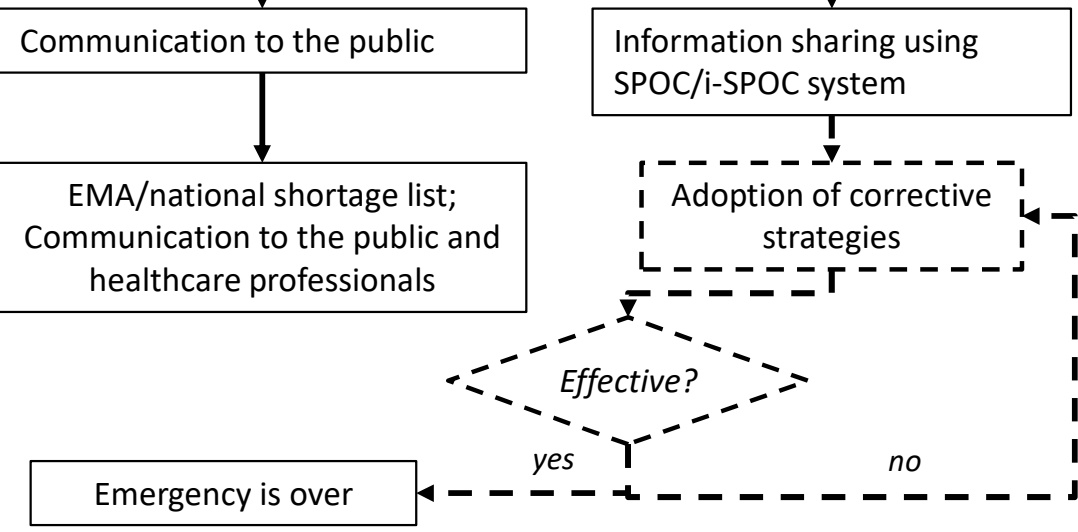 Communication to the public
Information sharing using
SPOC/i-SPOC system
EMA/national shortage list;
Communication to the public and
healthcare professionals
Adoption of corrective
strategies
Effective?
yes
no
Emergency is over